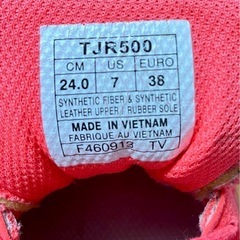 TJR500
CM US EURO
24.0 7 38
SYNTHETIC FIBER & SYNTHETIC
LEATHER UPPER / RUBBER SOLE
MADE IN VIETNAM
FABRIQUE AU VIETNAM
F460913 TV